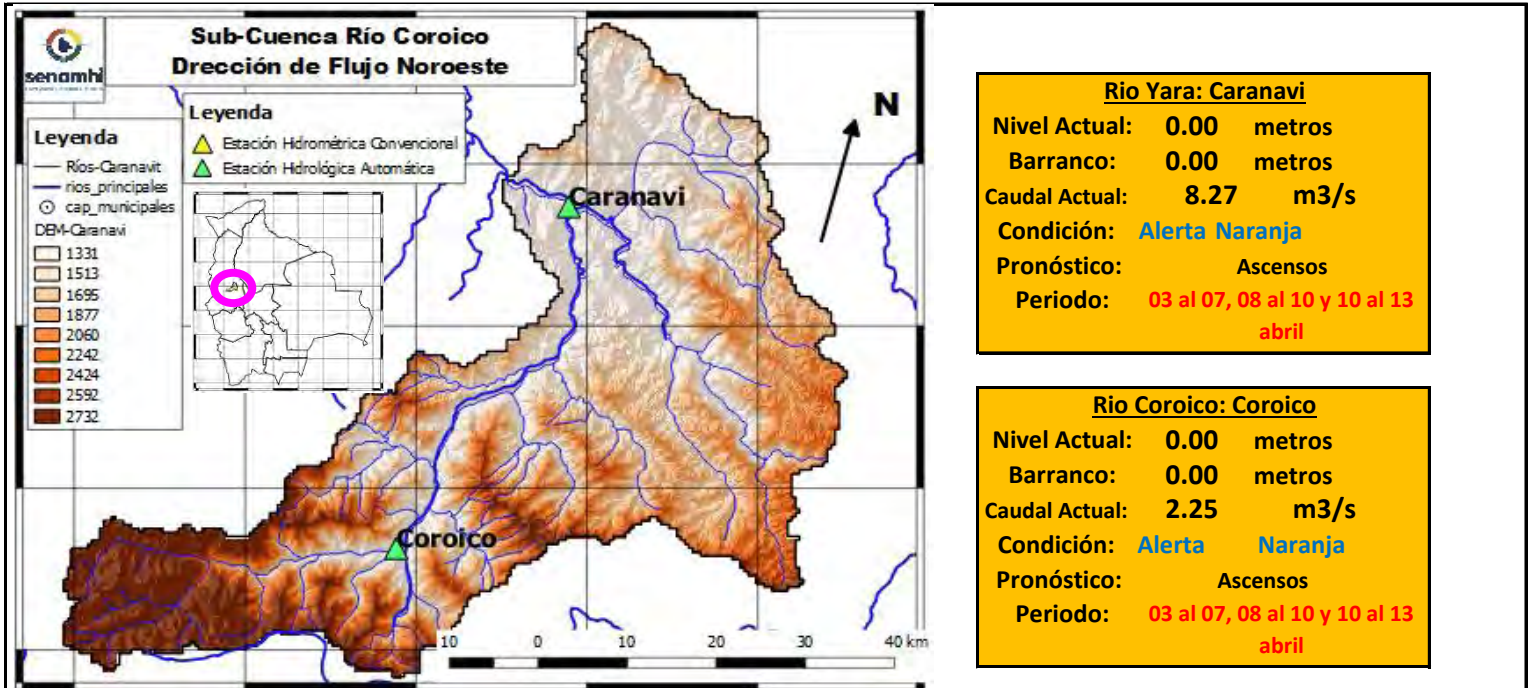 senamhi
Sub-Cuenca Río Coroico
Drección de Flujo Noroeste
Leyenda
Estación Hidrométrica Convencional
Estación Hidrológica Automática
Leyenda
Ríos-Caranavit
rios_principales
cap_municipales
DEM-Caranavi
1331
1513
1695
1877
2060
2242
2424
2592
2732
N
Caranavi
Coroico
10 0 10 20 30 40 km
Rio Yara: Caranavi
Nivel Actual: 0.00 metros
Barranco: 0.00 metros
Caudal Actual: 8.27 m3/s
Condición: Alerta Naranja
Pronóstico: Ascensos
Periodo: 03 al 07, 08 al 10 y 10 al 13
abril
Rio Coroico: Coroico
Nivel Actual: 0.00 metros
Barranco: 0.00 metros
Caudal Actual: 2.25 m3/s
Condición: Alerta Naranja
Pronóstico: Ascensos
Periodo: 03 al 07, 08 al 10 y 10 al 13
abril